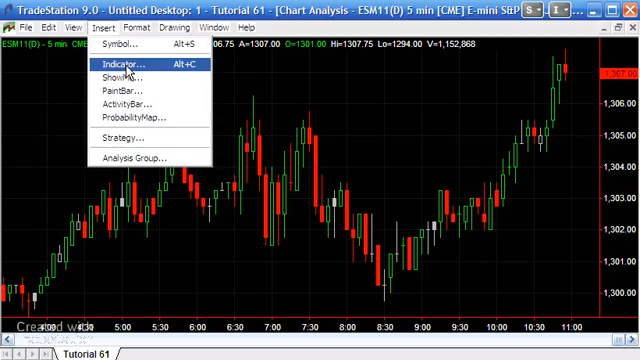 TradeStation 9.0 - Untitled Desktop: 1 - Tutorial 61 - [Chart Analysis - ESM11(D) 5 min [CME] E-mini S&P
File Edit View Insert Format Drawing Window Help
ESM11(D) 5 min
06.75 A=1307.00 O=1301.00 Hi=1307.75 Lo=1294.00 V=1,152,868
Symbol... Alt+S
Indicator... Alt+C
ShowMe...
PaintBar...
ActivityBar...
ProbabilityMap...
Strategy...
Analysis Group...
1,307.00
1,306.00
1,305.00
1,304.00
1,303.00
1,302.00
1,301.00
1,300.00
4:00 4:30 5:00 5:30 6:00 6:30 7:00 7:30 8:00 8:30 9:00 9:30 10:00 10:30 11:00
Created with
Tutorial 61